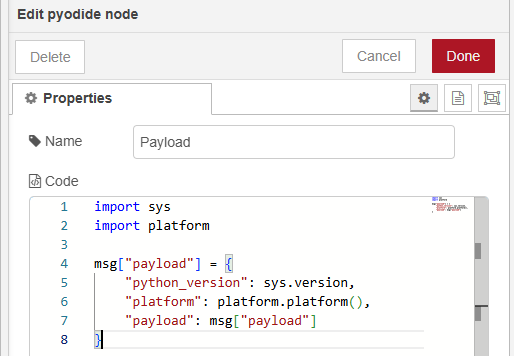 Edit pyodide node
Delete
Cancel
Done
Properties
Name
Payload
Code
1 import sys
2 import platform
3
4 msg["payload"] = {
5     "python_version": sys.version,
6     "platform": platform.platform(),
7     "payload": msg["payload"]
8 }